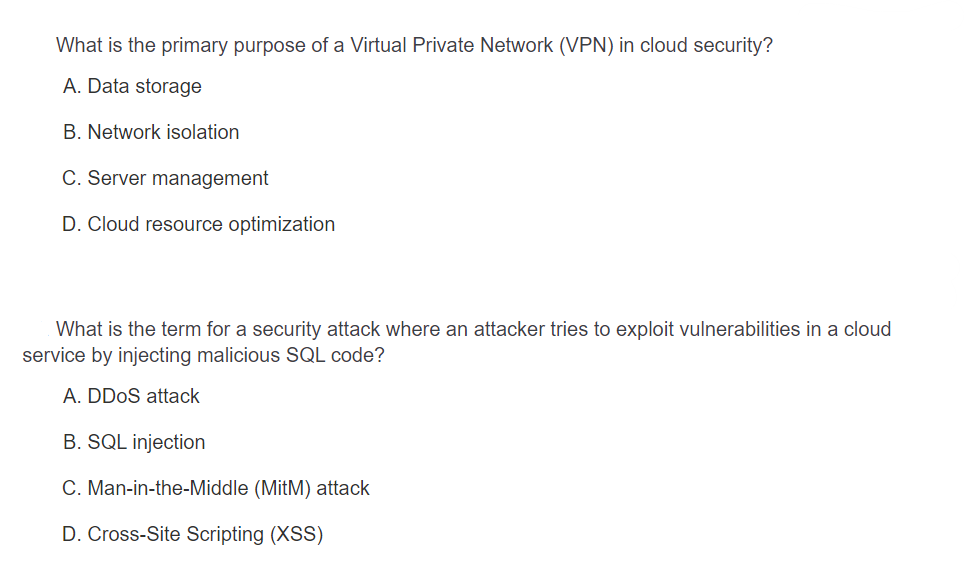 What is the primary purpose of a Virtual Private Network (VPN) in cloud security?
A. Data storage
B. Network isolation
C. Server management
D. Cloud resource optimization
What is the term for a security attack where an attacker tries to exploit vulnerabilities in a cloud
service by injecting malicious SQL code?
A. DDoS attack
B. SQL injection
C. Man-in-the-Middle (MitM) attack
D. Cross-Site Scripting (XSS)